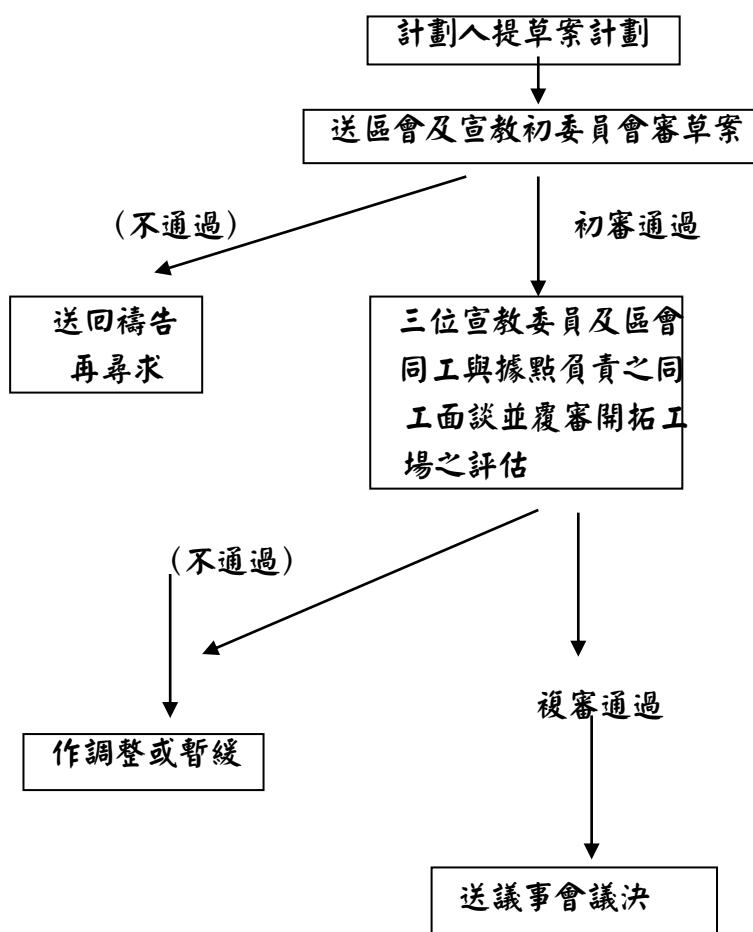 計劃人提草案計劃
送區會及宣教初委員會審草案
(不通過)
初審通過
送回禱告
再尋求
三位宣教委員及區會
同工與據點負責之同
工面談並覆審開拓工
場之評估
(不通過)
複審通過
作調整或暫緩
送議事會議決